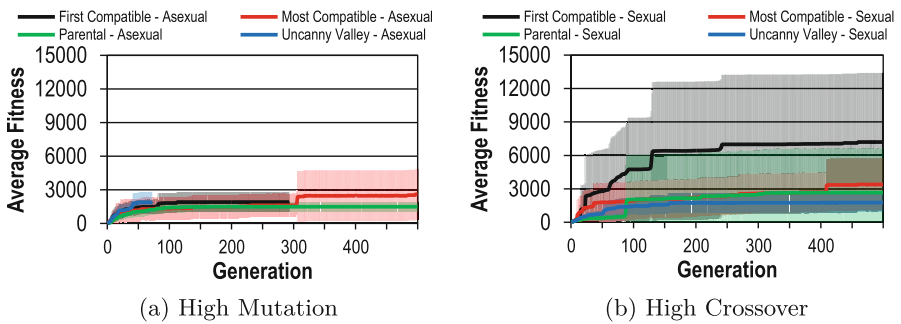 First Compatible - Asexual
Most Compatible - Asexual
Parental - Asexual
Uncanny Valley - Asexual
15000
12000
9000
6000
3000
0
Average Fitness
0
100
200
300
400
Generation
(a) High Mutation
First Compatible - Sexual
Most Compatible - Sexual
Parental - Sexual
Uncanny Valley - Sexual
15000
12000
9000
6000
3000
0
Average Fitness
0
100
200
300
400
Generation
(b) High Crossover